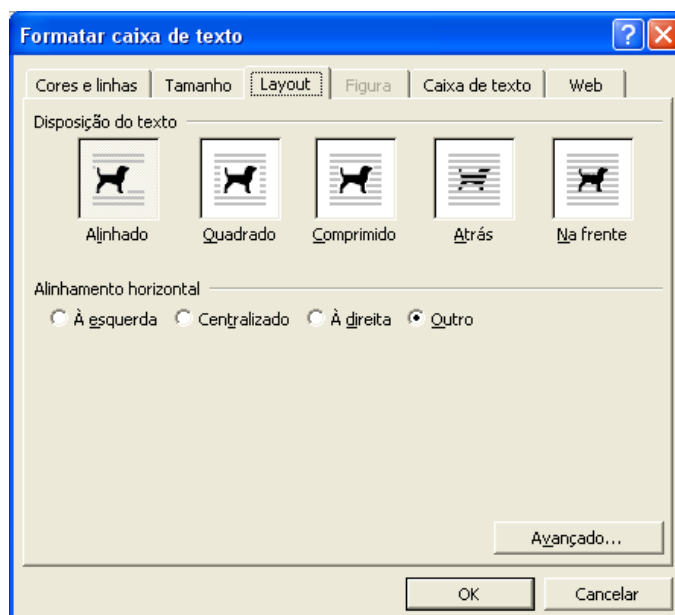 Formatar caixa de texto
Cores e linhas Tamanho Layout Figura Caixa de texto Web
Disposição do texto
Alinhado Quadrado Comprimido Atrás Na frente
Alinhamento horizontal
À esquerda Centralizado À direita Outro
Avançado...
OK Cancelar